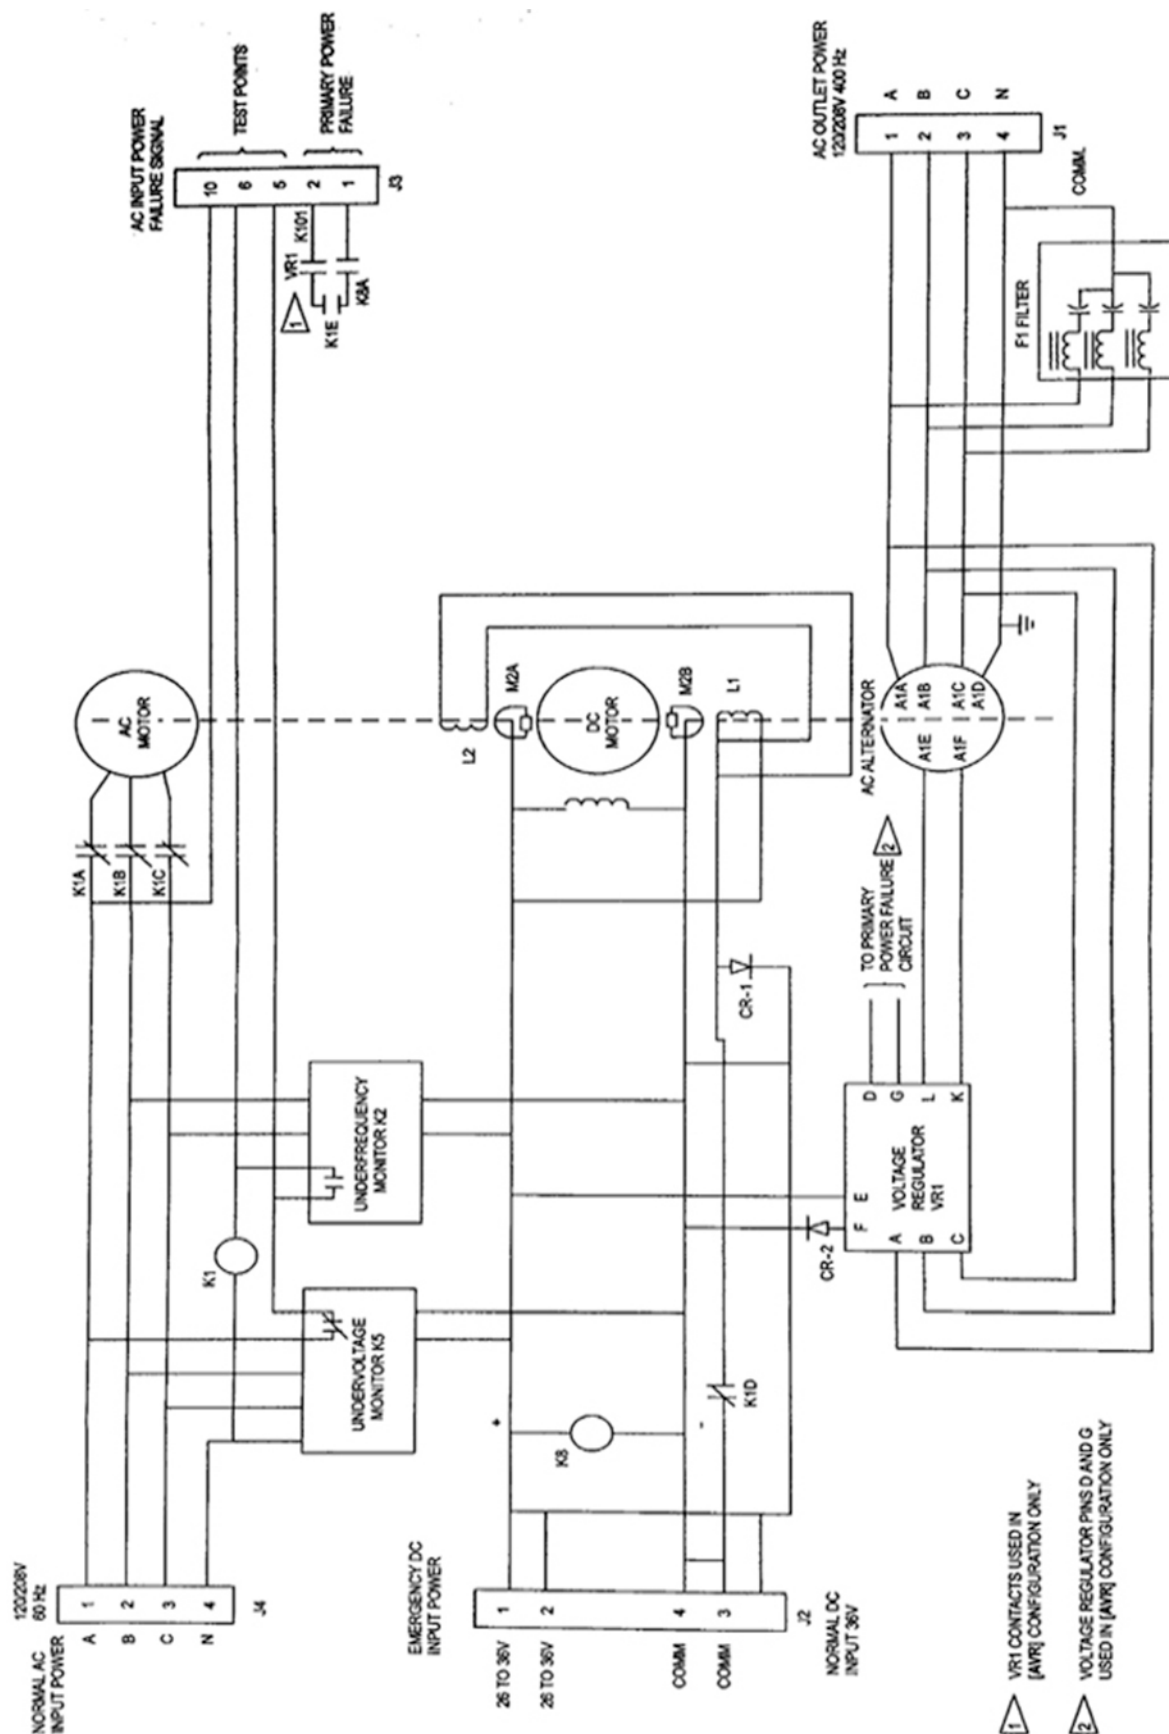 NORMAL AC
INPUT POWER
120/208V
60 Hz
A 1
B 2
C 3
N 4
J4
K1A
K1B
K1C
AC
MOTOR
AC INPUT POWER
FAILURE SIGNAL
10
6
5
2
1
J3
TEST POINTS
PRIMARY POWER
FAILURE
1
VR1
K101
K1E
K8A
K1
UNDERVOLTAGE
MONITOR K5
UNDERFREQUENCY
MONITOR K2
EMERGENCY DC
INPUT POWER
26 TO 36V 1
26 TO 36V 2
COMM 4
COMM 3
J2
NORMAL DC
INPUT 36V
+
-
K8
K1D
CR-1
CR-2
L2
M2A
DC
MOTOR
M2B
L1
VOLTAGE
REGULATOR
VR1
F
E
A
B
C
D
G
L
K
TO PRIMARY
POWER FAILURE
CIRCUIT
2
AC ALTERNATOR
A1E
A1F
A1A
A1B
A1C
A1D
F1 FILTER
COMM.
AC OUTLET POWER
120/208V 400 Hz
1 A
2 B
3 C
4 N
J1
1 VR1 CONTACTS USED IN
[AVR] CONFIGURATION ONLY
2 VOLTAGE REGULATOR PINS D AND G
USED IN [AVR] CONFIGURATION ONLY